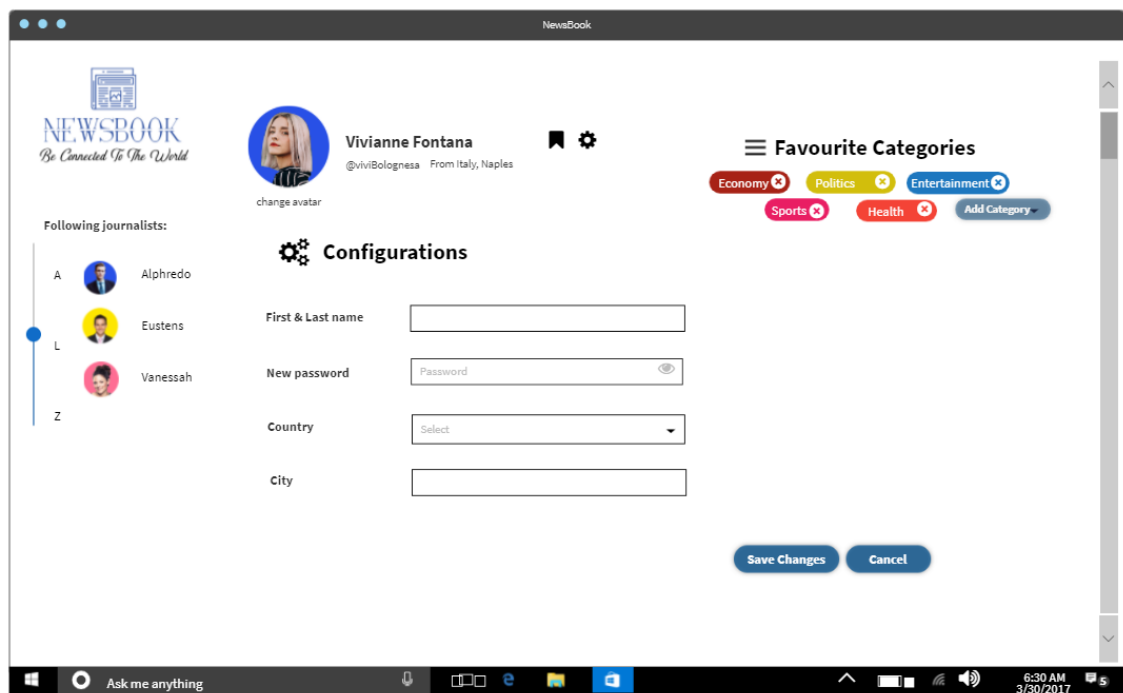 NewsBook
NEWSBOOK
Be Connected To The World
Vivianne Fontana
@viviBolognesa From Italy, Naples
change avatar
Favourite Categories
Economy Politics Entertainment
Sports Health Add Category
Following journalists:
A Alphredo
Eustens
L
Vanessah
Z
Configurations
First & Last name
New password Password
Country Select
City
Save Changes Cancel
Ask me anything
6:30 AM
3/30/2017
5